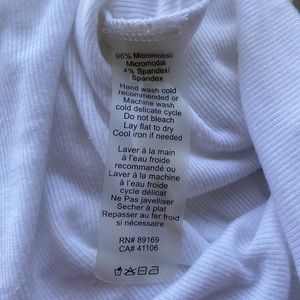 96% Micromodal/
Micromodal
4% Spandex/
Spandex
Hand wash cold
recommended or
Machine wash
cold delicate cycle
Do not bleach
Lay flat to dry
Cool iron if needed
Laver à la main
à l'eau froide
recommandé ou
Laver à la machine
à l'eau froide
cycle délicat
Ne Pas javelliser
Secher à plat
Repasser au fer froid
si nécessaire
RN# 89169
CA# 41106